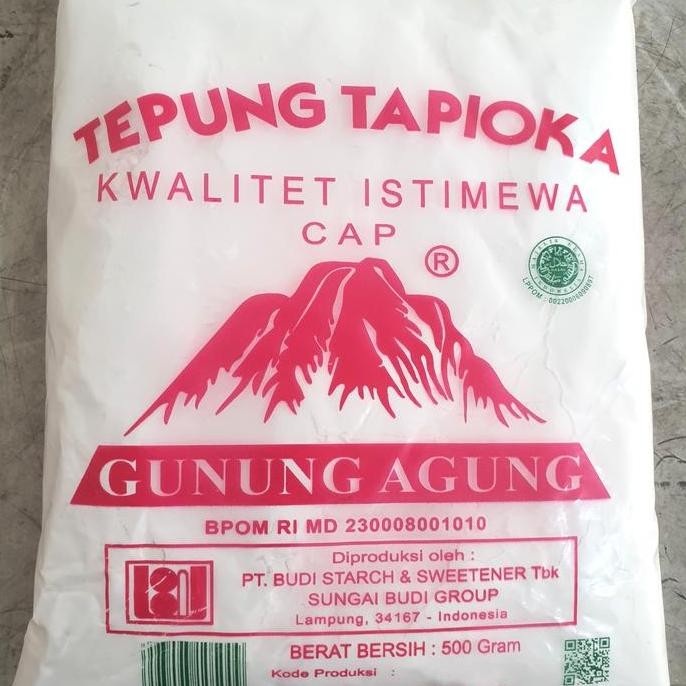 TEPUNG TAPIOKA
KWALITET ISTIMEWA
CAP
®
GUNUNG AGUNG
BPOM RI MD 230008001010
Diproduksi oleh :
PT. BUDI STARCH & SWEETENER Tbk
SUNGAI BUDI GROUP
Lampung, 34167 - Indonesia
BERAT BERSIH : 500 Gram
Kode Produksi :